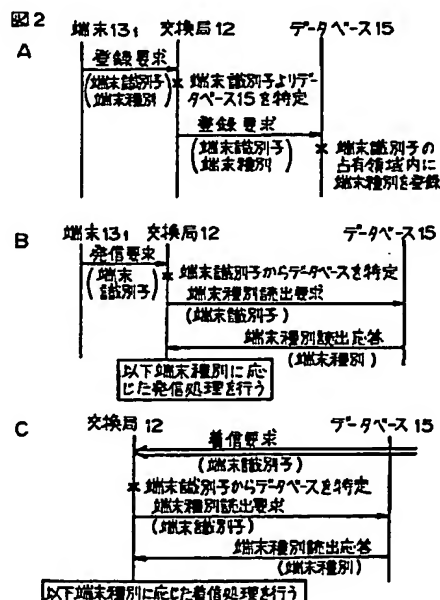 図2
A
端末13₁ 交換局12 データベース15
登録要求
(端末識別子
端末種別)
端末識別子よりデー
タベース15を特定
登録要求
(端末識別子
端末種別)
端末識別子の
占有領域内に
端末種別を登録
B
端末13₁ 交換局12 データベース15
発信要求
(端末
識別子)
端末識別子からデータベースを特定
端末種別読出要求
(端末識別子)
端末種別読出応答
(端末種別)
以下端末種別に応
じた発信処理を行う
C
交換局12 データベース15
着信要求
(端末識別子)
端末識別子からデータベースを特定
端末種別読出要求
(端末識別子)
端末種別読出応答
(端末種別)
以下端末種別に応じた着信処理を行う